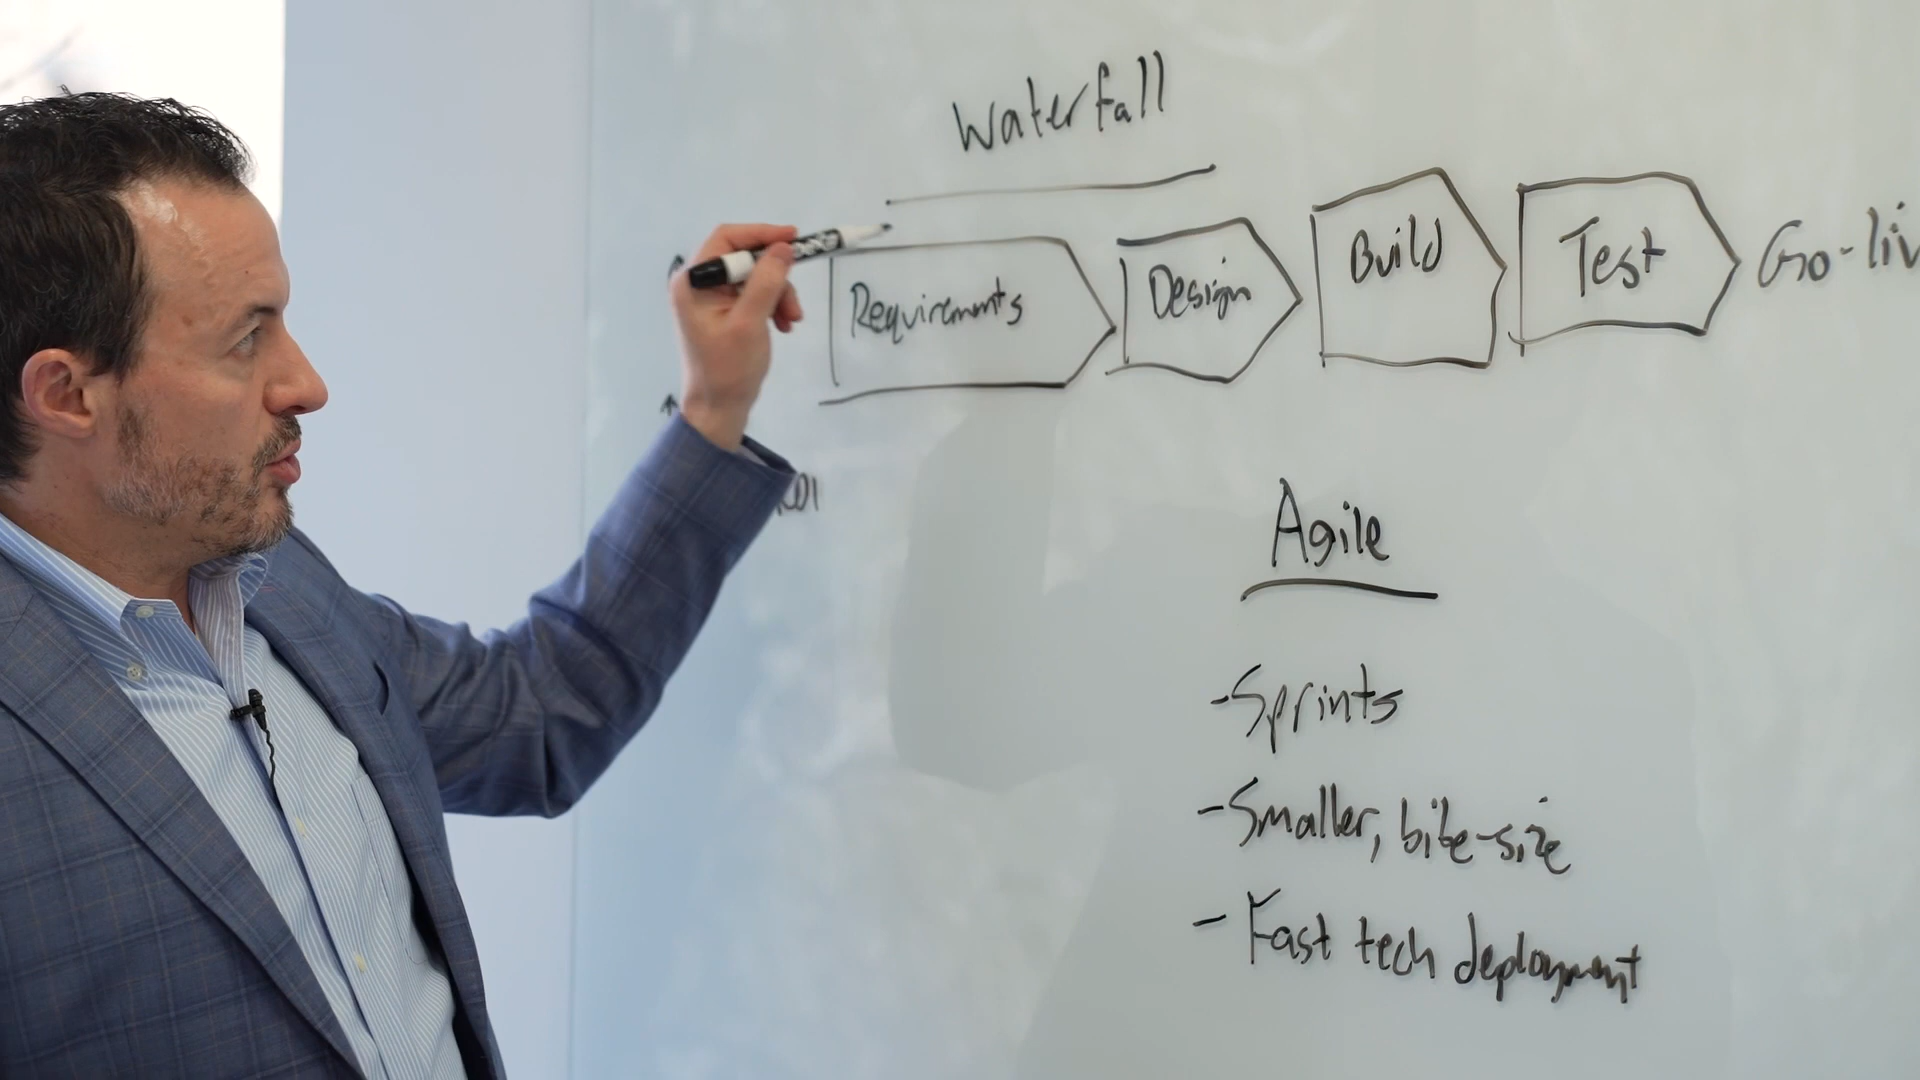 Waterfall
Requirements
Design
Build
Test
Go-liv
Agile
-Sprints
-Smaller, bite-size
- Fast tech deployment